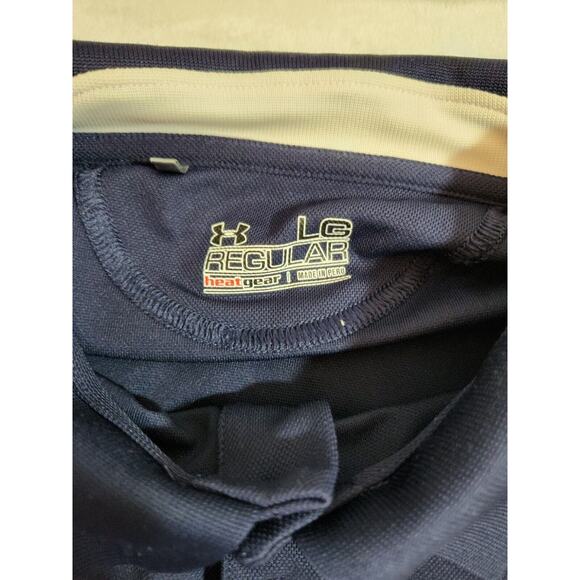 LG
REGULAR
heatgear | MADE IN PERU